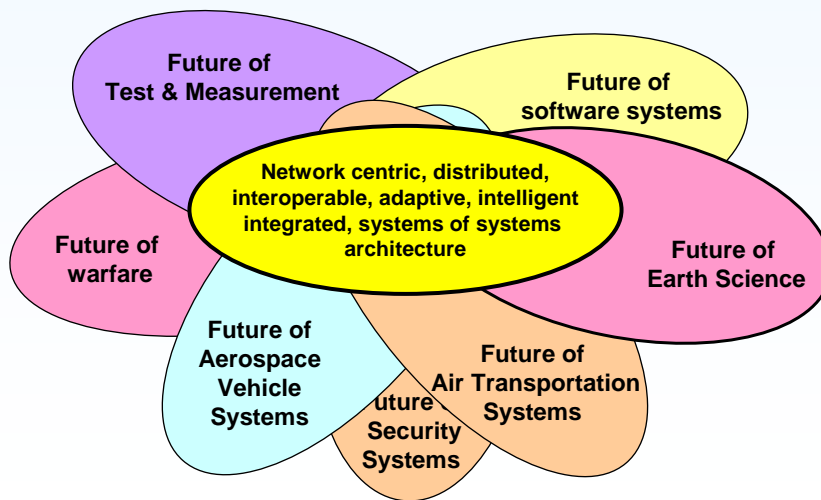 Future of
Test & Measurement
Future of
software systems
Network centric, distributed,
interoperable, adaptive, intelligent
integrated, systems of systems
architecture
Future of
warfare
Future of
Earth Science
Future of
Aerospace
Vehicle
Systems
Future of
Air Transportation
Systems
uture
Security
Systems